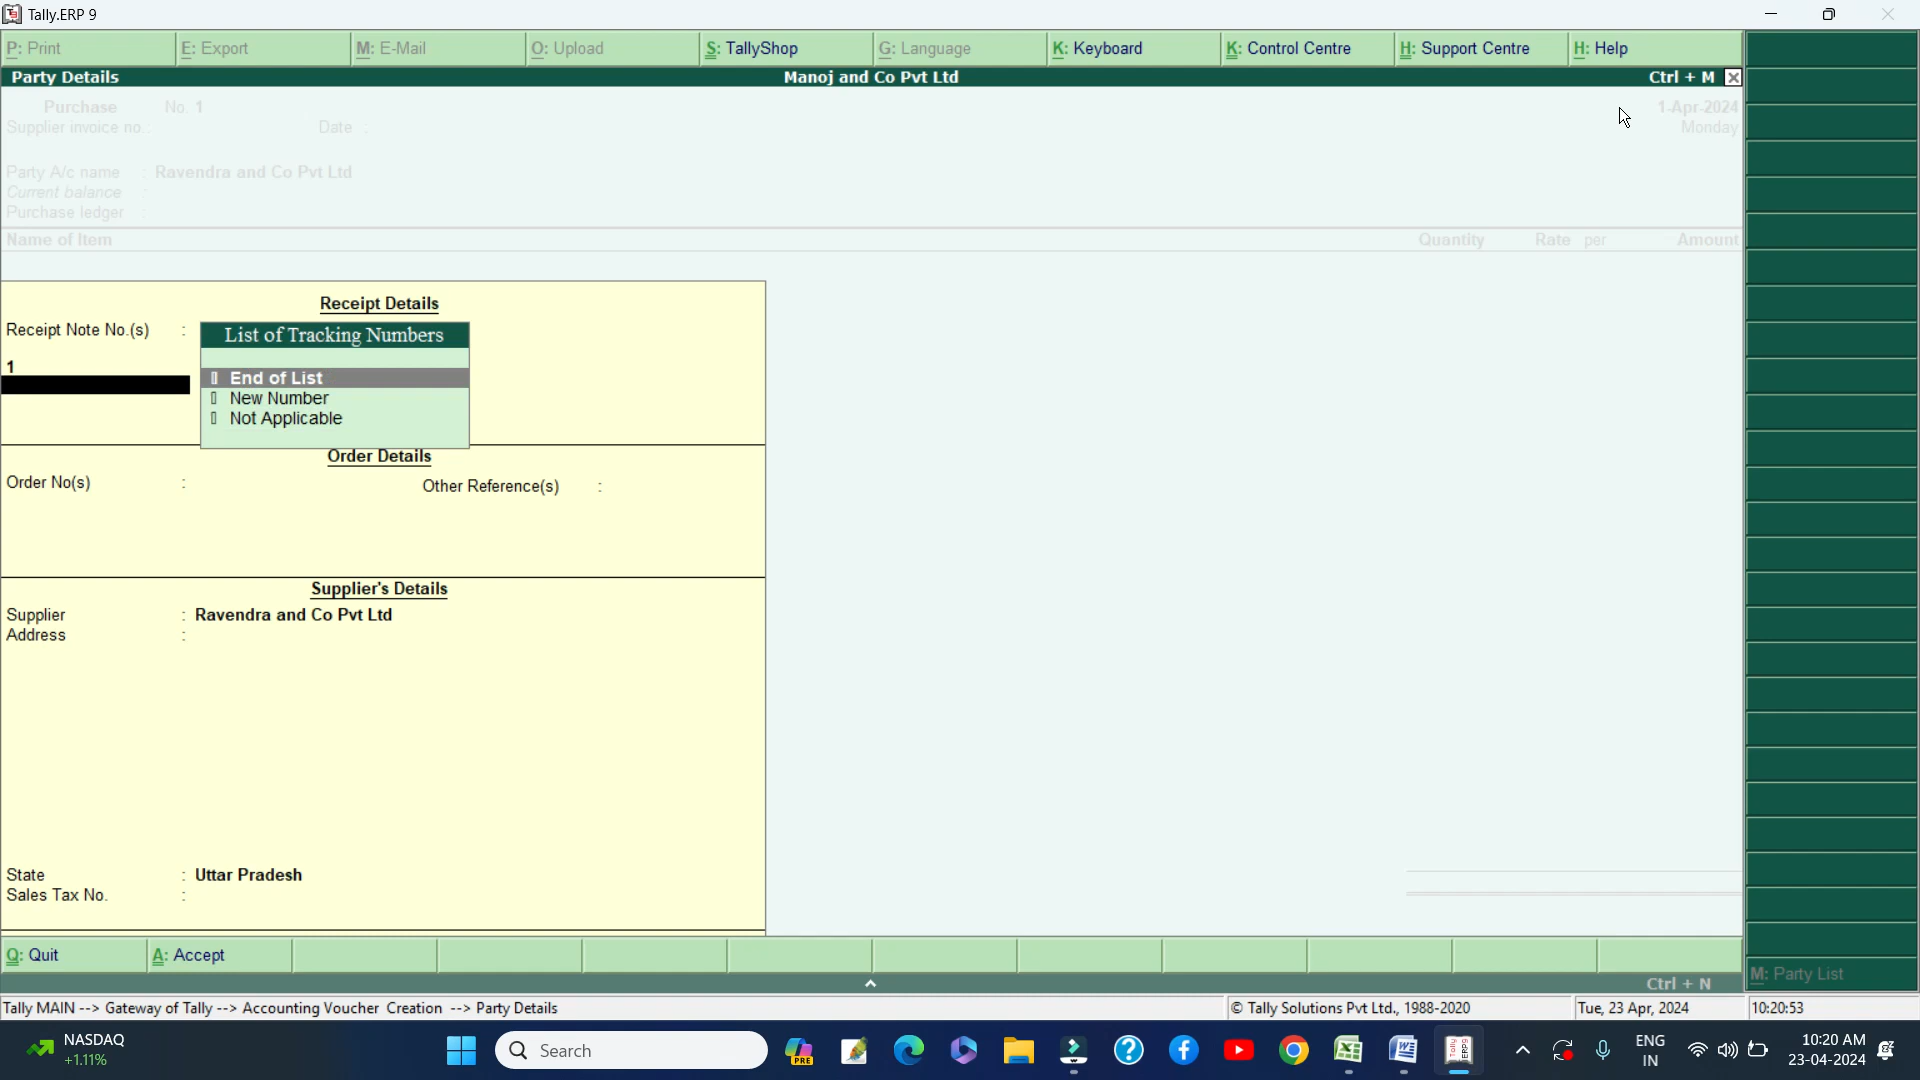 Tally.ERP 9
P: Print E: Export M: E-Mail O: Upload S: TallyShop G: Language K: Keyboard K: Control Centre H: Support Centre H: Help
Party Details Manoj and Co Pvt Ltd Ctrl + M
Purchase No. 1 1-Apr-2024
Supplier invoice no.: Date : Monday
Party A/c name : Ravendra and Co Pvt Ltd
Current balance :
Purchase ledger :
Name of Item Quantity Rate per Amount
Receipt Details
Receipt Note No.(s) :
List of Tracking Numbers
1
End of List
New Number
Not Applicable
Order Details
Order No(s) : Other Reference(s) :
Supplier's Details
Supplier : Ravendra and Co Pvt Ltd
Address :
State : Uttar Pradesh
Sales Tax No. :
Q: Quit A: Accept
M: Party List
Ctrl + N
Tally MAIN --> Gateway of Tally --> Accounting Voucher Creation --> Party Details © Tally Solutions Pvt Ltd., 1988-2020 Tue, 23 Apr, 2024 10:20:53
NASDAQ
+1.11%
Search
PRE
Tally ERP9
ENG
IN
10:20 AM
23-04-2024